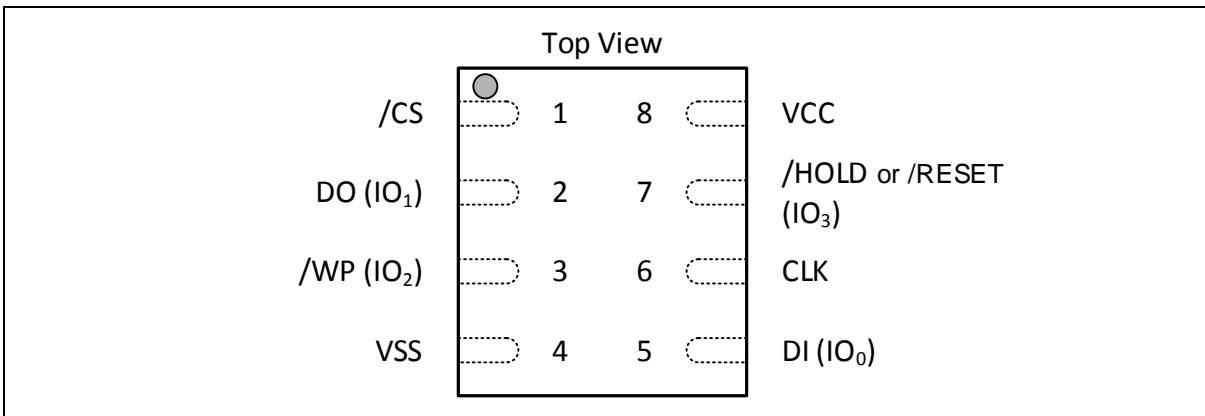 Top View
/CS 1 8 VCC
DO (IO₁) 2 7 /HOLD or /RESET
(IO₃)
/WP (IO₂) 3 6 CLK
VSS 4 5 DI (IO₀)